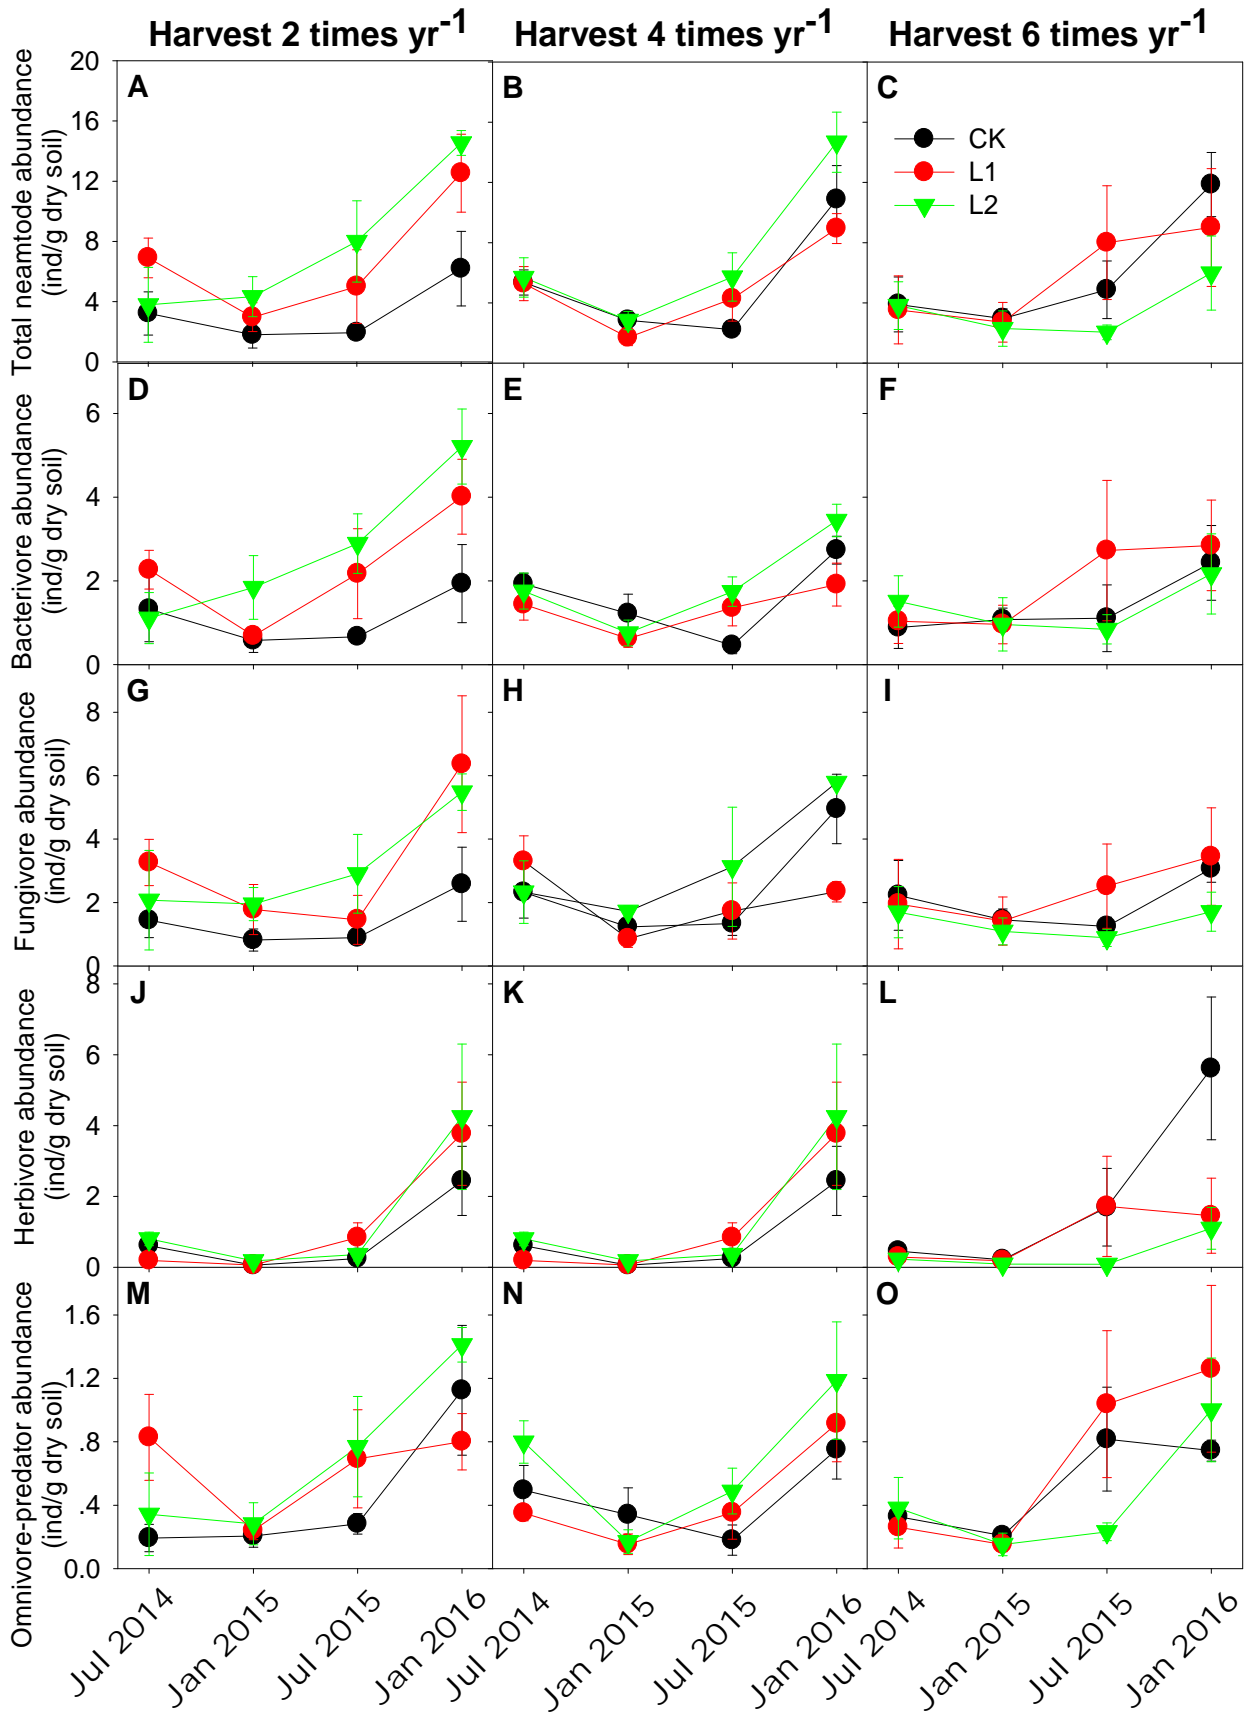 Harvest 2 times yr-1 Harvest 4 times yr-1 Harvest 6 times yr-1
Total neamtode abundance
(ind/g dry soil)
20
16
12
8
4
0
A
B
C
CK
L1
L2
Bacterivore abundance
(ind/g dry soil)
6
4
2
0
D
E
F
Fungivore abundance
(ind/g dry soil)
8
6
4
2
0
G
H
I
Herbivore abundance
(ind/g dry soil)
8
6
4
2
0
J
K
L
Omnivore-predator abundance
(ind/g dry soil)
1.6
1.2
.8
.4
0.0
M
N
O
Jul 2014
Jan 2015
Jul 2015
Jan 2016
Jul 2014
Jan 2015
Jul 2015
Jan 2016
Jul 2014
Jan 2015
Jul 2015
Jan 2016